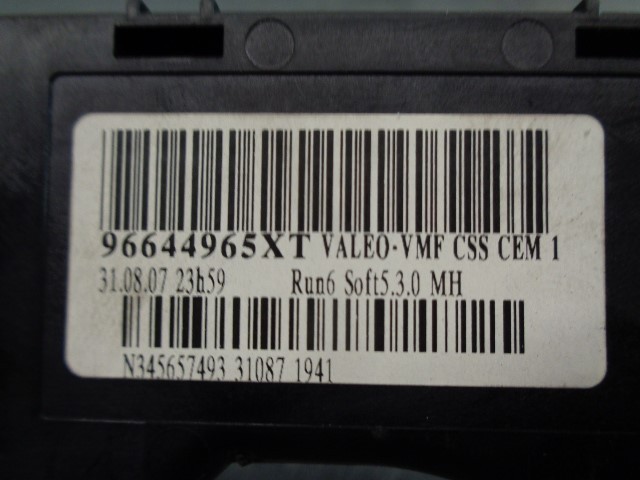 96644965XT VALEO·VMF CSS CEM 1
31.08.07 23h59 Run6 Soft5.3.0 MH
N345657493 31087 1941